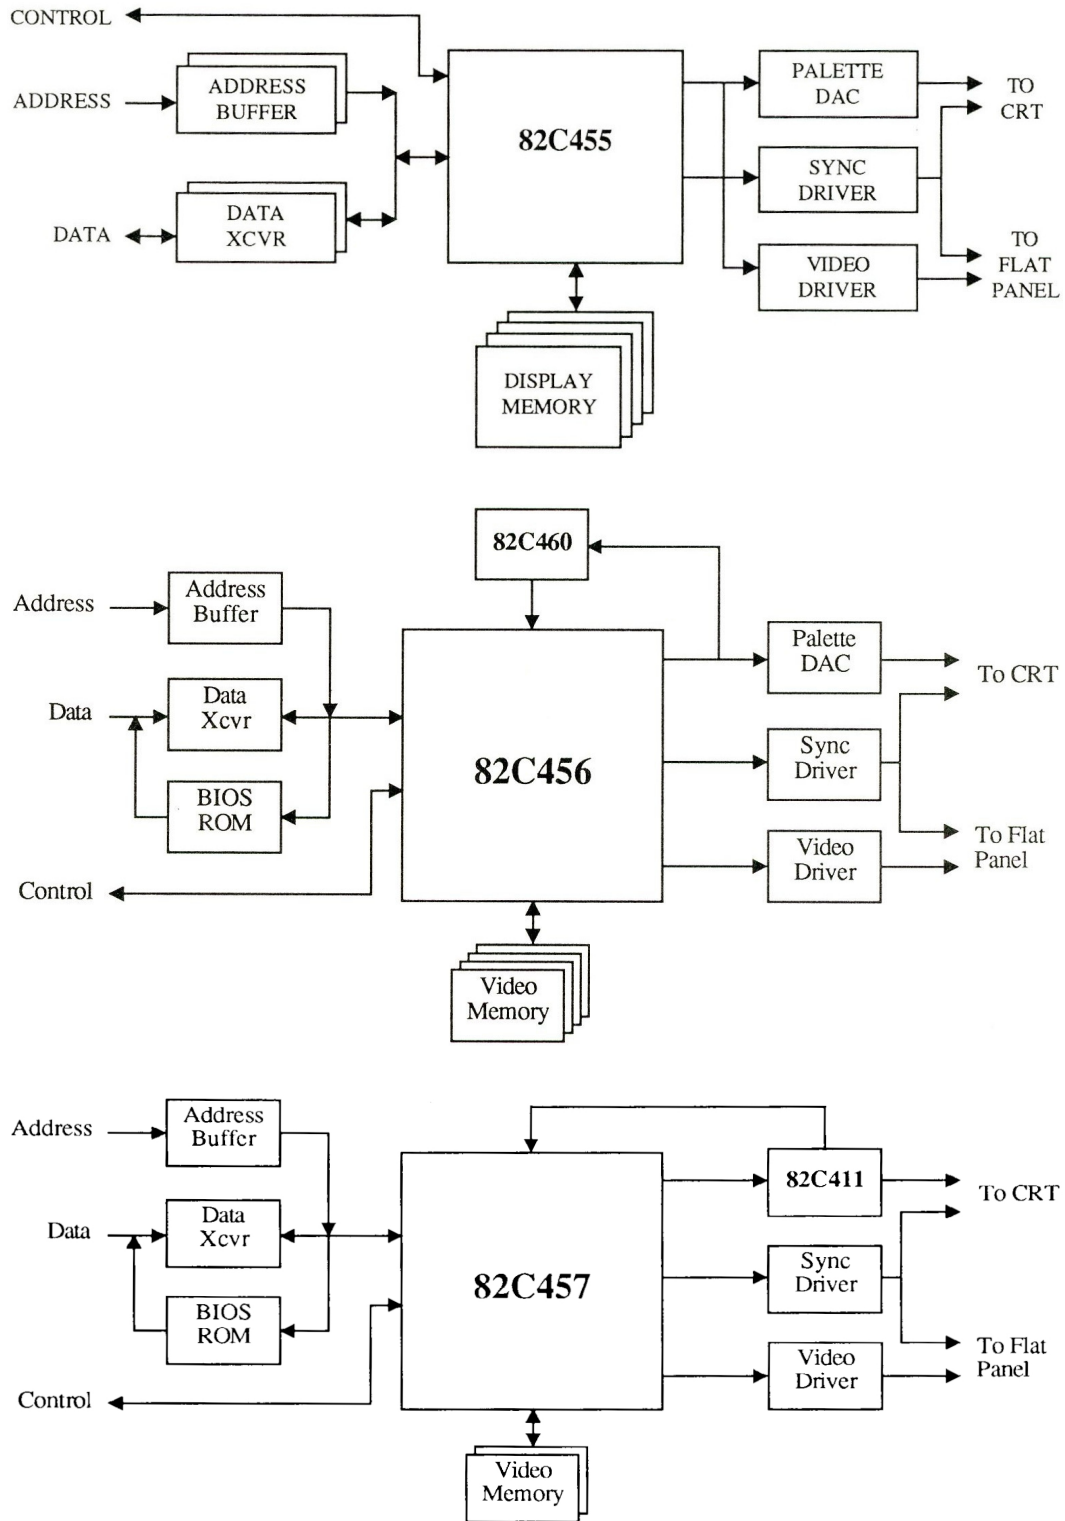 CONTROL
ADDRESS
ADDRESS
BUFFER
DATA
DATA
XCVR
82C455
PALETTE
DAC
SYNC
DRIVER
VIDEO
DRIVER
TO
CRT
TO
FLAT
PANEL
DISPLAY
MEMORY
82C460
Address
Address
Buffer
Data
Data
Xcvr
BIOS
ROM
Control
82C456
Palette
DAC
Sync
Driver
Video
Driver
To CRT
To Flat
Panel
Video
Memory
Address
Address
Buffer
Data
Data
Xcvr
BIOS
ROM
Control
82C457
82C411
Sync
Driver
Video
Driver
To CRT
To Flat
Panel
Video
Memory